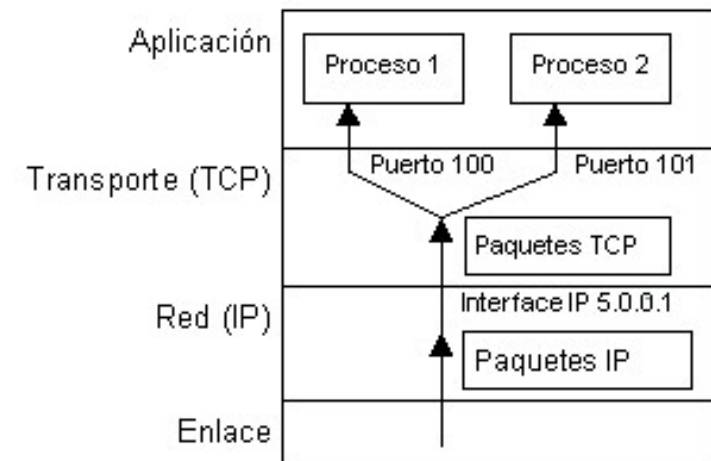 Aplicación
Proceso 1
Proceso 2
Puerto 100
Puerto 101
Transporte (TCP)
Paquetes TCP
Interface IP 5.0.0.1
Red (IP)
Paquetes IP
Enlace